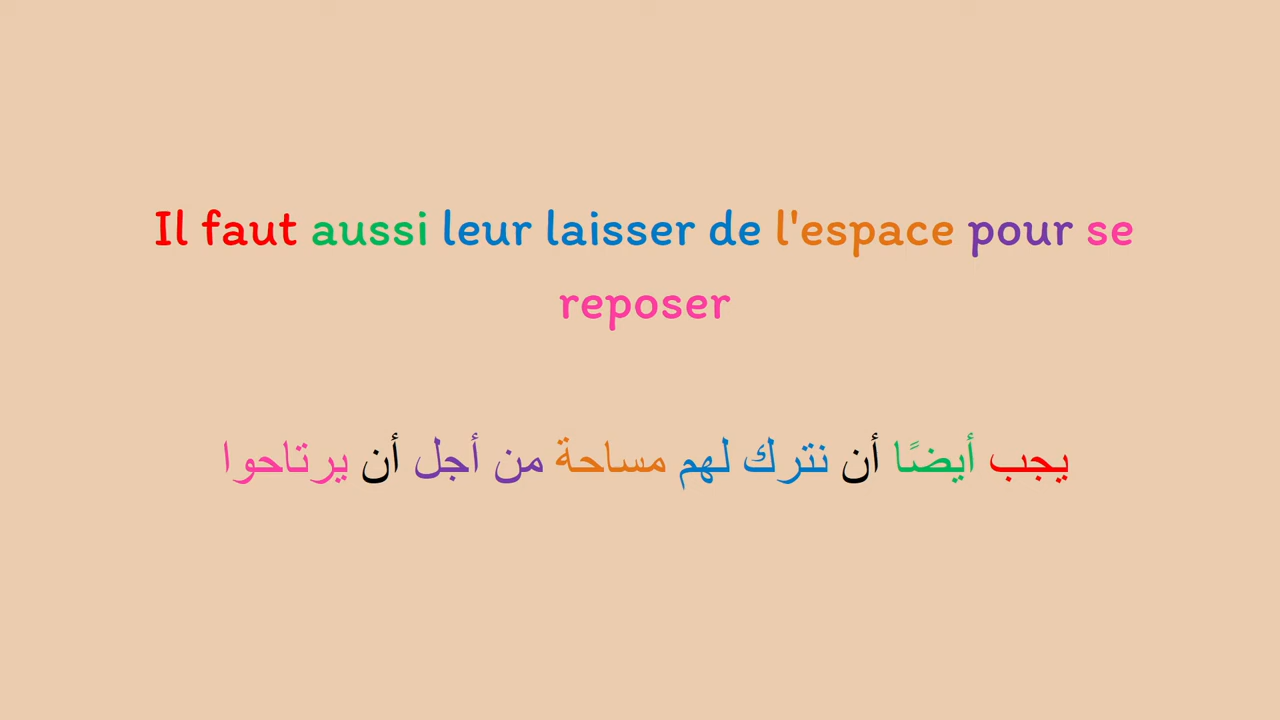 Il faut aussi leur laisser de l'espace pour se
reposer
يجب أيضًا أن نترك لهم مساحة من أجل أن يرتاحوا